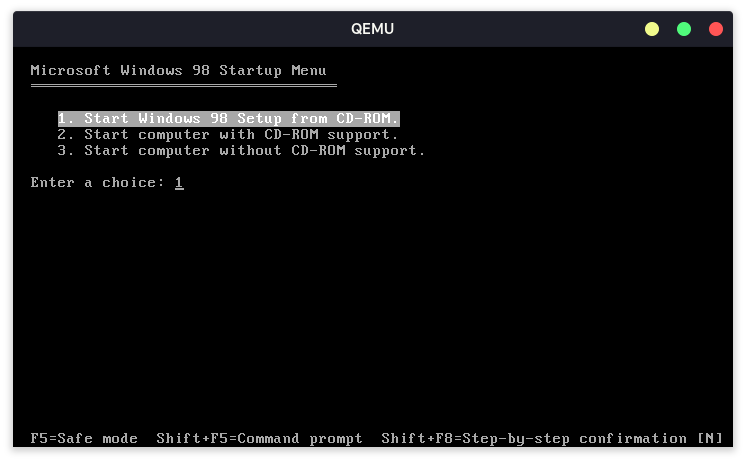 QEMU
Microsoft Windows 98 Startup Menu
1. Start Windows 98 Setup from CD-ROM.
2. Start computer with CD-ROM support.
3. Start computer without CD-ROM support.
Enter a choice: 1
F5=Safe mode  Shift+F5=Command prompt  Shift+F8=Step-by-step confirmation [N]